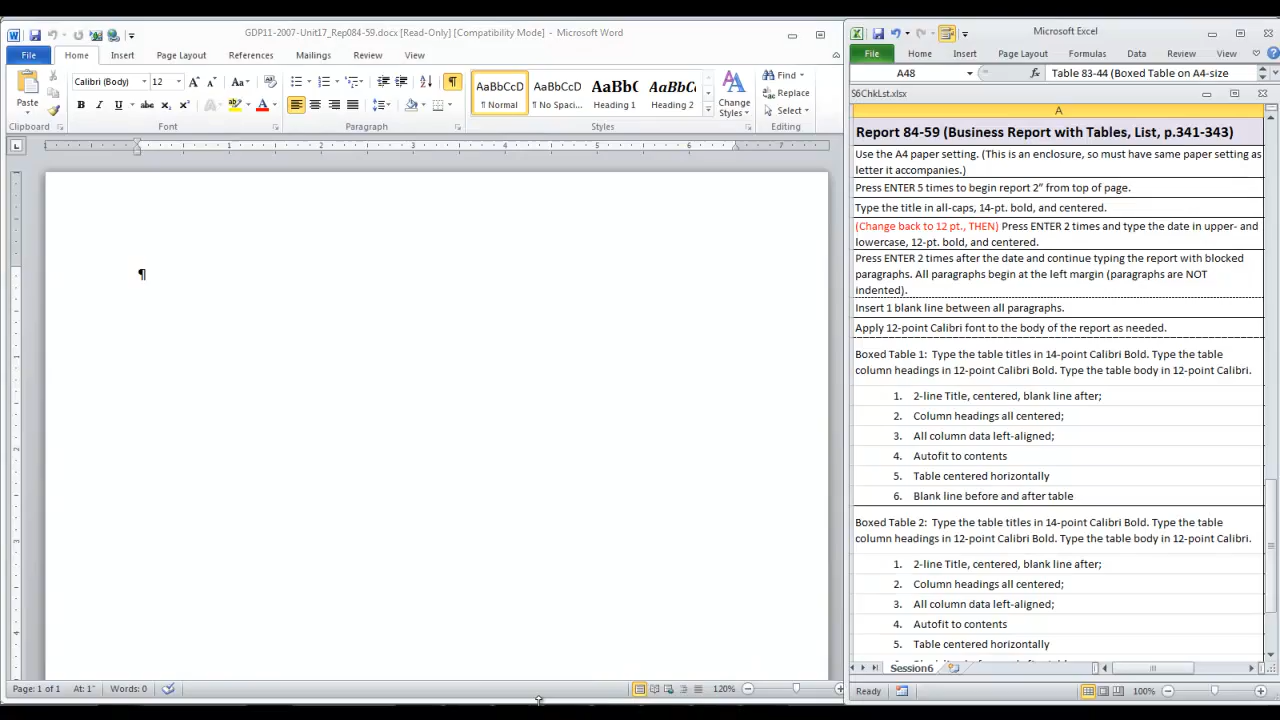 GDP11-2007-Unit17_Rep084-59.docx [Read-Only] [Compatibility Mode] - Microsoft Word
File Home Insert Page Layout References Mailings Review View
Paste
Calibri (Body) 12
AaBbCcD AaBbCcD AaBbC AaBbCc
¶ Normal ¶ No Spaci... Heading 1 Heading 2
Change Styles
Find
Replace
Select
Clipboard Font Paragraph Styles Editing
1 1 2 3 4 5 6 7
¶
1
2
3
4
Page: 1 of 1 At: 1" Words: 0 120%
Microsoft Excel
File Home Insert Page Layout Formulas Data Review View
A48 fx Table 83-44 (Boxed Table on A4-size
S6ChkLst.xlsx
A
Report 84-59 (Business Report with Tables, List, p.341-343)
Use the A4 paper setting. (This is an enclosure, so must have same paper setting as
letter it accompanies.)
Press ENTER 5 times to begin report 2” from top of page.
Type the title in all-caps, 14-pt. bold, and centered.
(Change back to 12 pt., THEN) Press ENTER 2 times and type the date in upper- and
lowercase, 12-pt. bold, and centered.
Press ENTER 2 times after the date and continue typing the report with blocked
paragraphs. All paragraphs begin at the left margin (paragraphs are NOT
indented).
Insert 1 blank line between all paragraphs.
Apply 12-point Calibri font to the body of the report as needed.
Boxed Table 1: Type the table titles in 14-point Calibri Bold. Type the table
column headings in 12-point Calibri Bold. Type the table body in 12-point Calibri.
1. 2-line Title, centered, blank line after;
2. Column headings all centered;
3. All column data left-aligned;
4. Autofit to contents
5. Table centered horizontally
6. Blank line before and after table
Boxed Table 2: Type the table titles in 14-point Calibri Bold. Type the table
column headings in 12-point Calibri Bold. Type the table body in 12-point Calibri.
1. 2-line Title, centered, blank line after;
2. Column headings all centered;
3. All column data left-aligned;
4. Autofit to contents
5. Table centered horizontally
Session6
Ready 100%